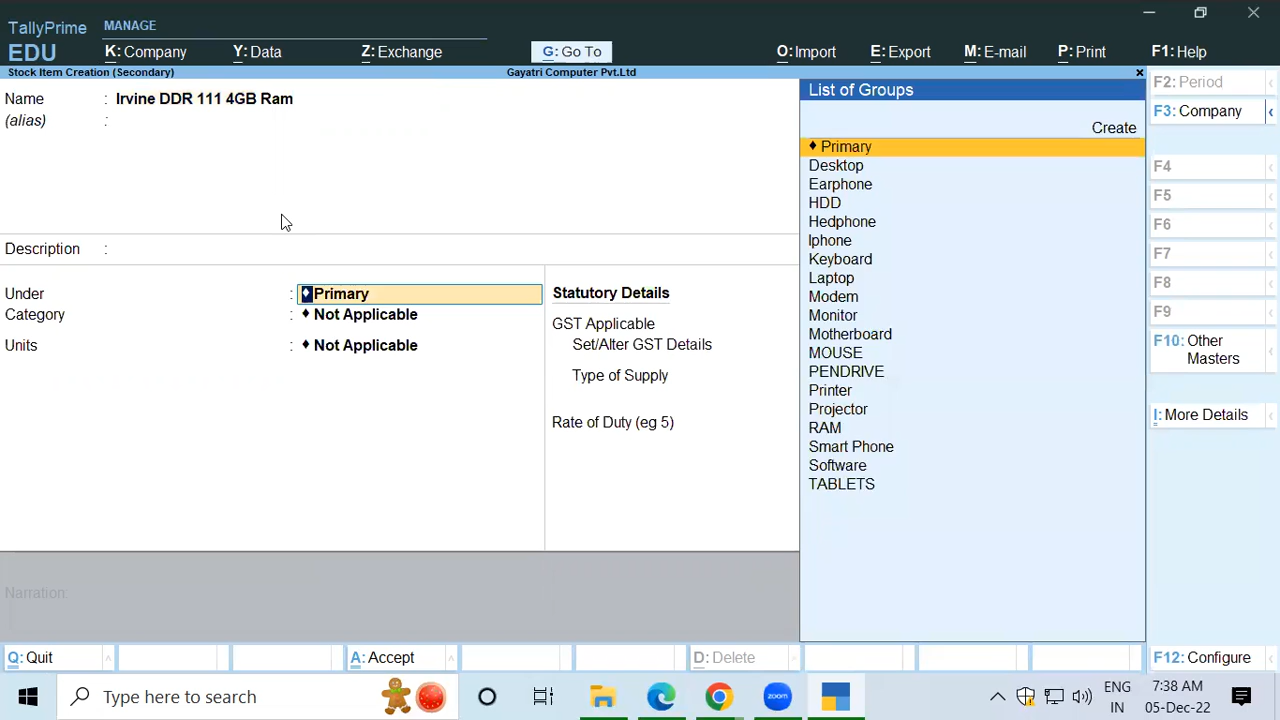 TallyPrime
MANAGE
EDU
K: Company
Y: Data
Z: Exchange
G: Go To
O: Import
E: Export
M: E-mail
P: Print
F1: Help
Stock Item Creation (Secondary)
Gayatri Computer Pvt.Ltd
Name : Irvine DDR 111 4GB Ram
(alias) :
Description :
Under : ♦ Primary
Category : ♦ Not Applicable
Units : ♦ Not Applicable
Statutory Details
GST Applicable
Set/Alter GST Details
Type of Supply
Rate of Duty (eg 5)
Narration:
List of Groups
Create
♦ Primary
Desktop
Earphone
HDD
Hedphone
Iphone
Keyboard
Laptop
Modem
Monitor
Motherboard
MOUSE
PENDRIVE
Printer
Projector
RAM
Smart Phone
Software
TABLETS
F2: Period
F3: Company
F4
F5
F6
F7
F8
F9
F10: Other
Masters
I: More Details
Q: Quit
A: Accept
D: Delete
F12: Configure
Type here to search
zoom
ENG
IN
7:38 AM
05-Dec-22